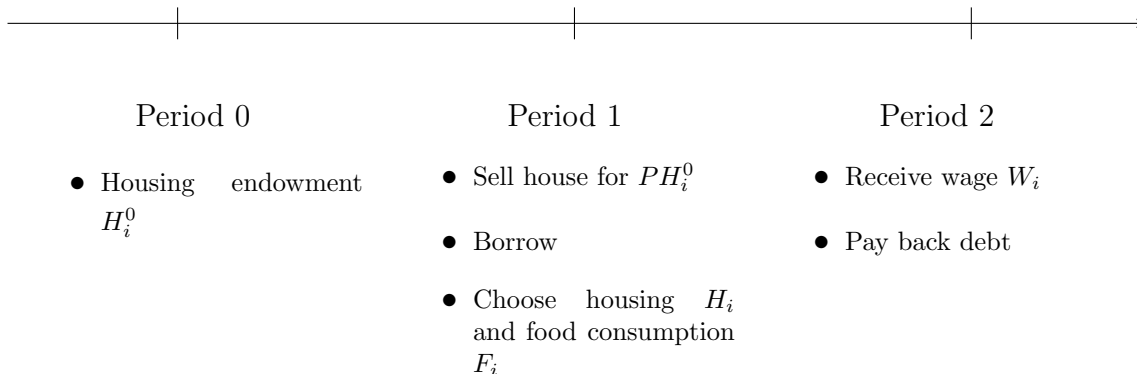 Period 0
Period 1
Period 2
• Housing endowment
$H_i^0$
• Sell house for $PH_i^0$
• Borrow
• Choose housing $H_i$
and food consumption
$F_i$
• Receive wage $W_i$
• Pay back debt